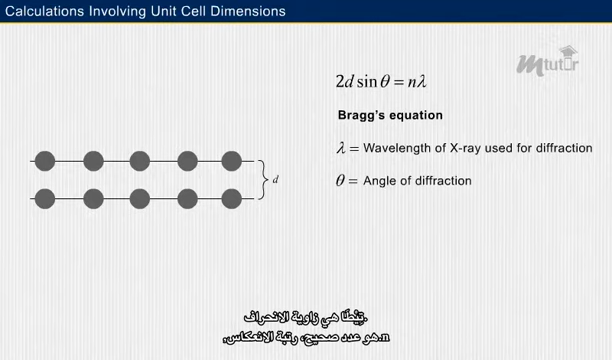 Calculations Involving Unit Cell Dimensions
mtutor
2d sin θ = nλ
Bragg's equation
λ = Wavelength of X-ray used for diffraction
θ = Angle of diffraction
d
ثِيْطَا هي زاوية الانحراف.
n هو عدد صحيح، رتبة الانعكاس.